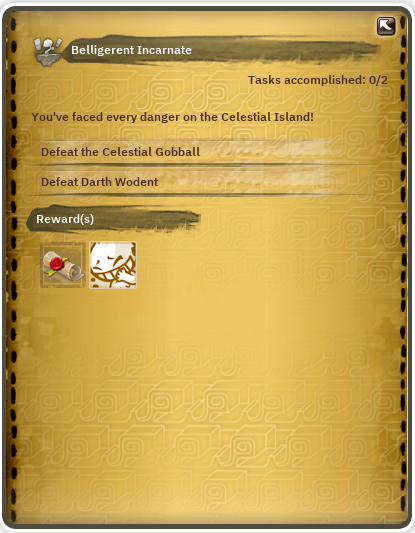 Belligerent Incarnate
Tasks accomplished: 0/2
You've faced every danger on the Celestial Island!
Defeat the Celestial Gobball
Defeat Darth Wodent
Reward(s)